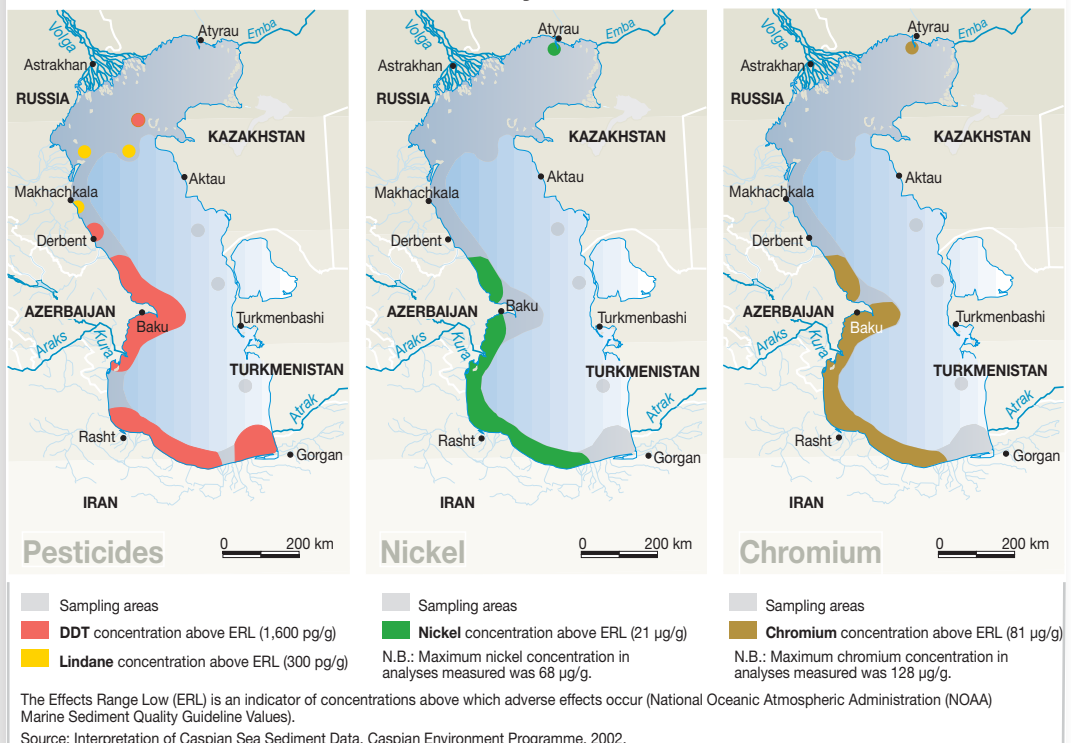 Atyrau
Volga
Emba
Astrakhan
RUSSIA
KAZAKHSTAN
Aktau
Makhachkala
Derbent
AZERBAIJAN
Baku
Turkmenbashi
Araks
Kura
TURKMENISTAN
Atrak
Rasht
Gorgan
IRAN
Pesticides
0 200 km
Atyrau
Volga
Emba
Astrakhan
RUSSIA
KAZAKHSTAN
Aktau
Makhachkala
Derbent
AZERBAIJAN
Baku
Turkmenbashi
Araks
Kura
TURKMENISTAN
Atrak
Rasht
Gorgan
IRAN
Nickel
0 200 km
Atyrau
Volga
Emba
Astrakhan
RUSSIA
KAZAKHSTAN
Aktau
Makhachkala
Derbent
AZERBAIJAN
Baku
Turkmenbashi
Araks
Kura
TURKMENISTAN
Atrak
Rasht
Gorgan
IRAN
Chromium
0 200 km
Sampling areas
DDT concentration above ERL (1,600 pg/g)
Lindane concentration above ERL (300 pg/g)
Sampling areas
Nickel concentration above ERL (21 µg/g)
N.B.: Maximum nickel concentration in
analyses measured was 68 µg/g.
Sampling areas
Chromium concentration above ERL (81 µg/g)
N.B.: Maximum chromium concentration in
analyses measured was 128 µg/g.
The Effects Range Low (ERL) is an indicator of concentrations above which adverse effects occur (National Oceanic Atmospheric Administration (NOAA)
Marine Sediment Quality Guideline Values).
Source: Interpretation of Caspian Sea Sediment Data, Caspian Environment Programme, 2002.